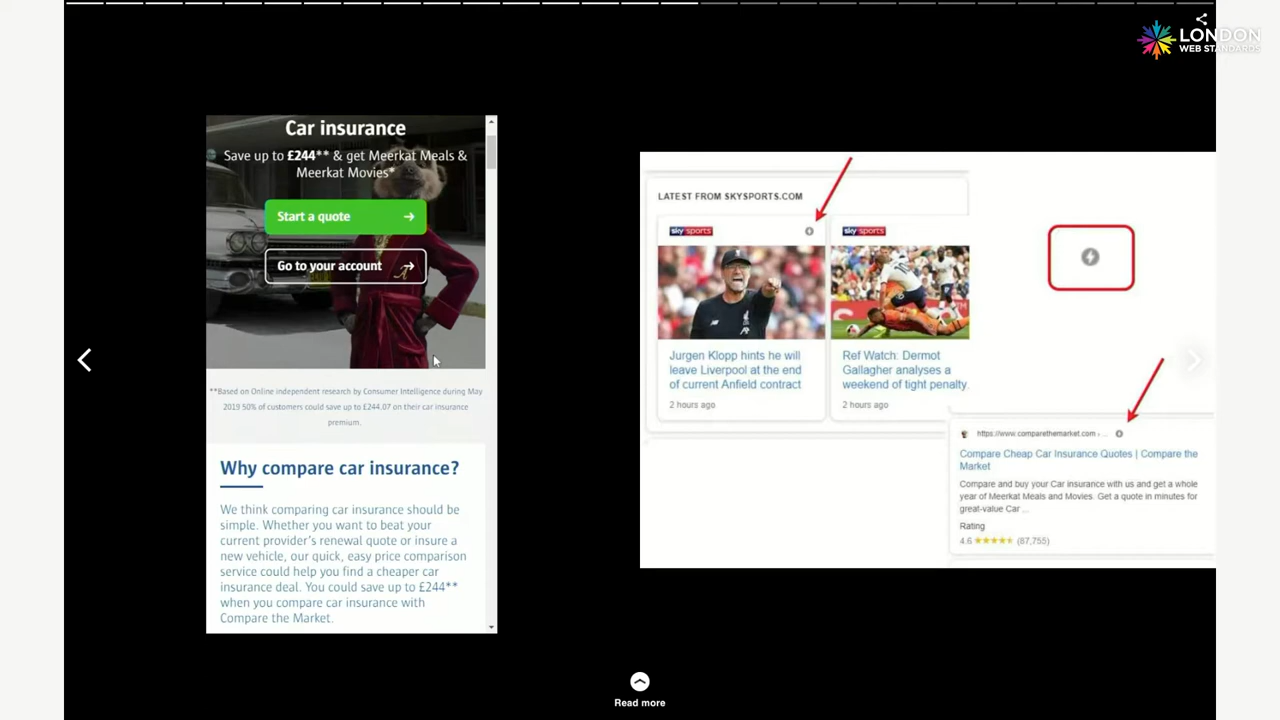 LONDON
WEB STANDARDS
Car insurance
Save up to £244** & get Meerkat Meals &
Meerkat Movies*
Start a quote
Go to your account
**Based on Online independent research by Consumer Intelligence during May
2019 50% of customers could save up to £244.07 on their car insurance
premium.
Why compare car insurance?
We think comparing car insurance should be
simple. Whether you want to beat your
current provider's renewal quote or insure a
new vehicle, our quick, easy price comparison
service could help you find a cheaper car
insurance deal. You could save up to £244**
when you compare car insurance with
Compare the Market.
LATEST FROM SKYSPORTS.COM
sky sports
sky sports
Jurgen Klopp hints he will
leave Liverpool at the end
of current Anfield contract
2 hours ago
Ref Watch: Dermot
Gallagher analyses a
weekend of tight penalty.
2 hours ago
https://www.comparethemarket.com › ...
Compare Cheap Car Insurance Quotes | Compare the
Market
Compare and buy your Car insurance with us and get a whole
year of Meerkat Meals and Movies. Get a quote in minutes for
great-value Car ...
Rating
4.6 ★★★★★ (87,755)
Read more